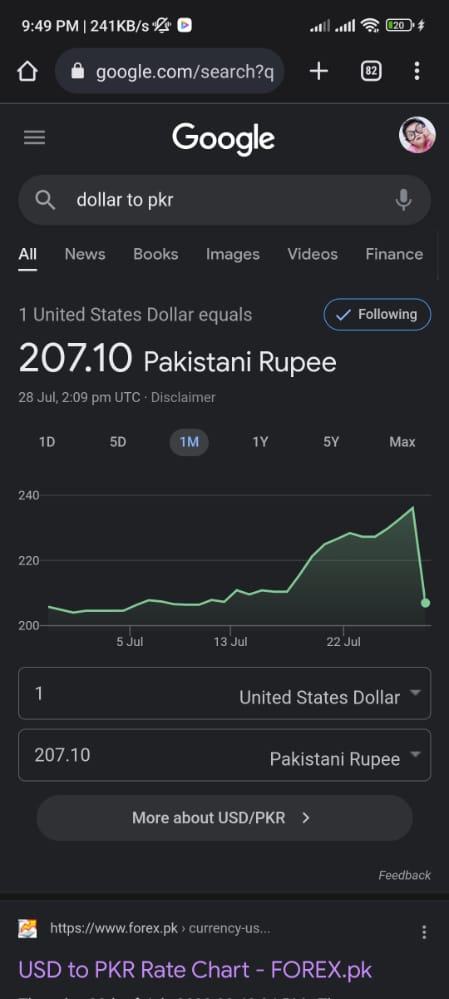 9:49 PM | 241KB/s
20
google.com/search?q
82
Google
dollar to pkr
All News Books Images Videos Finance
1 United States Dollar equals
Following
207.10 Pakistani Rupee
28 Jul, 2:09 pm UTC · Disclaimer
1D 5D 1M 1Y 5Y Max
240
220
200
5 Jul 13 Jul 22 Jul
1 United States Dollar
207.10 Pakistani Rupee
More about USD/PKR
Feedback
https://www.forex.pk › currency-us...
USD to PKR Rate Chart - FOREX.pk